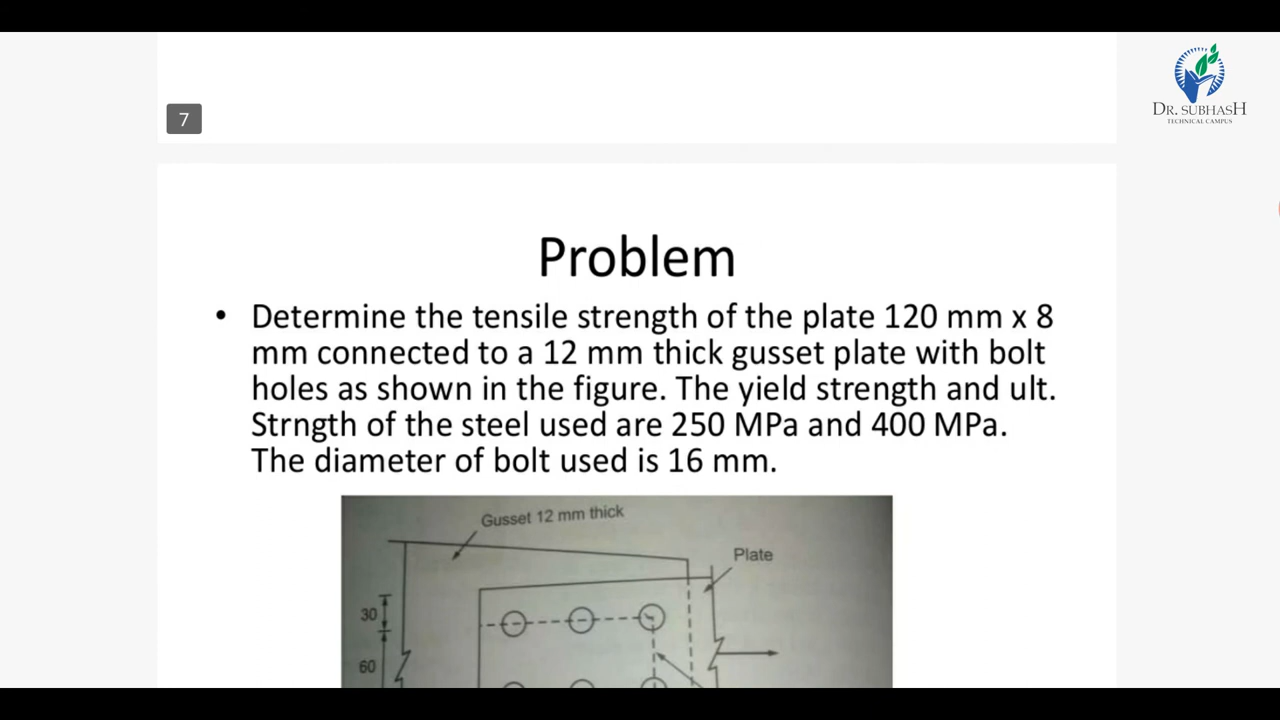 7
DR. SUBHASH
TECHNICAL CAMPUS
Problem
• Determine the tensile strength of the plate 120 mm x 8
mm connected to a 12 mm thick gusset plate with bolt
holes as shown in the figure. The yield strength and ult.
Strngth of the steel used are 250 MPa and 400 MPa.
The diameter of bolt used is 16 mm.
Gusset 12 mm thick
Plate
30
60